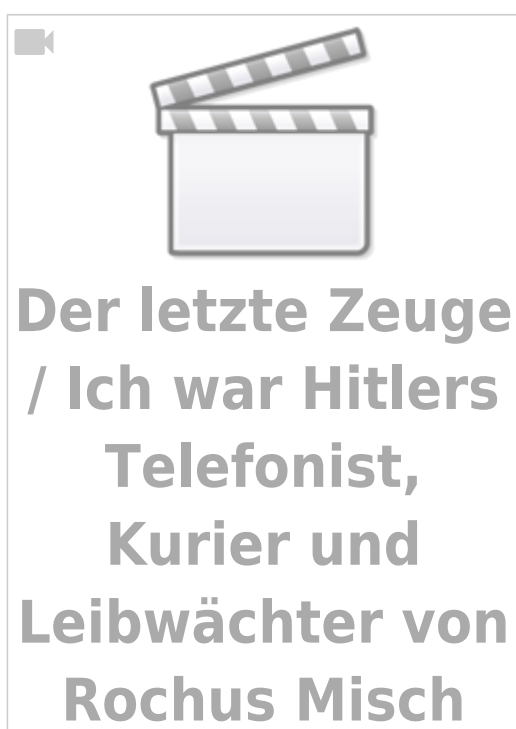 Der letzte Zeuge
/ Ich war Hitlers
Telefonist,
Kurier und
Leibwächter von
Rochus Misch